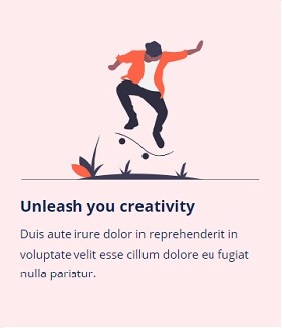 Unleash you creativity
Duis aute irure dolor in reprehenderit in
voluptate velit esse cillum dolore eu fugiat
nulla pariatur.